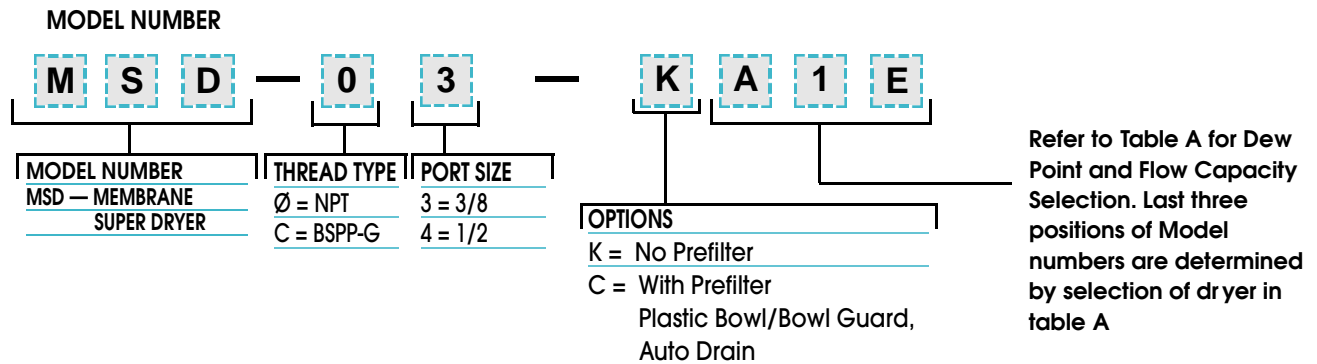 MODEL NUMBER
M S D — 0 3 — K A 1 E
MODEL NUMBER
MSD — MEMBRANE
SUPER DRYER
THREAD TYPE
Ø = NPT
C = BSPP-G
PORT SIZE
3 = 3/8
4 = 1/2
OPTIONS
K = No Prefilter
C = With Prefilter
Plastic Bowl/Bowl Guard,
Auto Drain
Refer to Table A for Dew
Point and Flow Capacity
Selection. Last three
positions of Model
numbers are determined
by selection of dryer in
table A